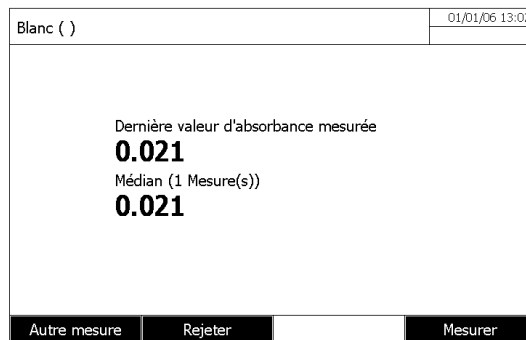 Blanc ( )
01/01/06 13:02
Dernière valeur d'absorbance mesurée
0.021
Médian (1 Mesure(s))
0.021
Autre mesure
Rejeter
Mesurer